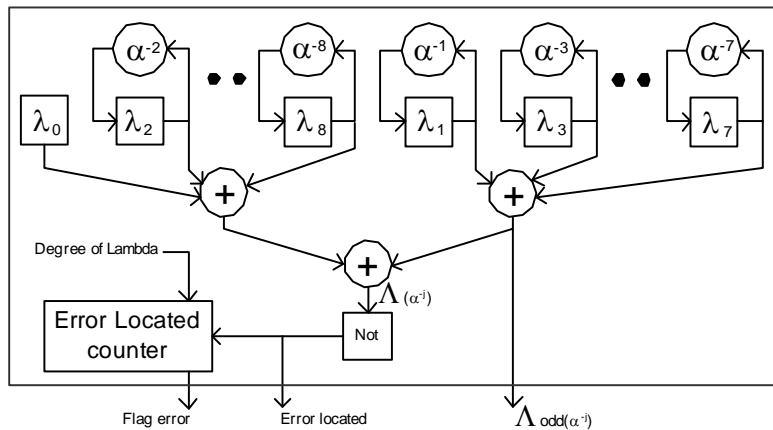 α⁻² α⁻⁸ α⁻¹ α⁻³ α⁻⁷
λ₀ λ₂ λ₈ λ₁ λ₃ λ₇
+ +
Degree of Lambda
+
Λ(α⁻ʲ)
Error Located
counter
Not
Flag error Error located Λodd(α⁻ʲ)